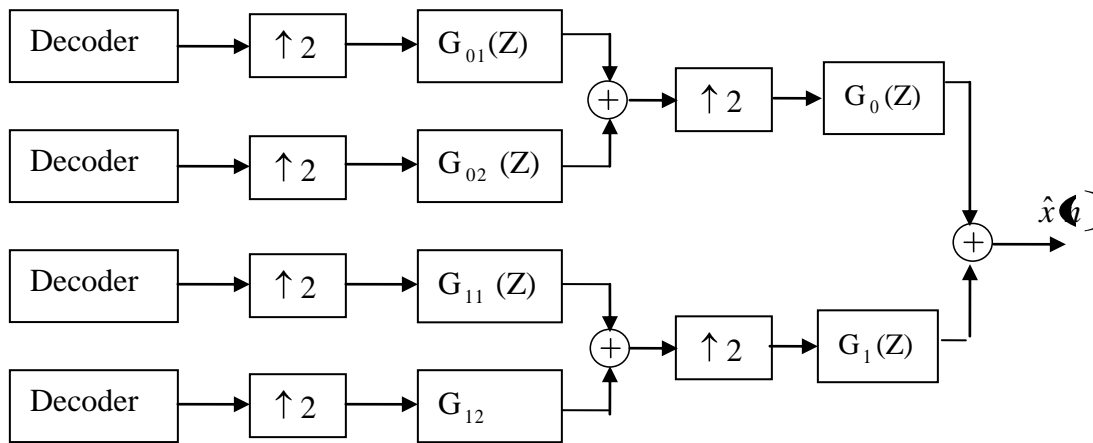 Decoder ↑ 2 G₀₁(Z)
+ ↑ 2 G₀(Z)
Decoder ↑ 2 G₀₂ (Z)
x̂
+
Decoder ↑ 2 G₁₁ (Z)
+ ↑ 2 G₁(Z)
Decoder ↑ 2 G₁₂